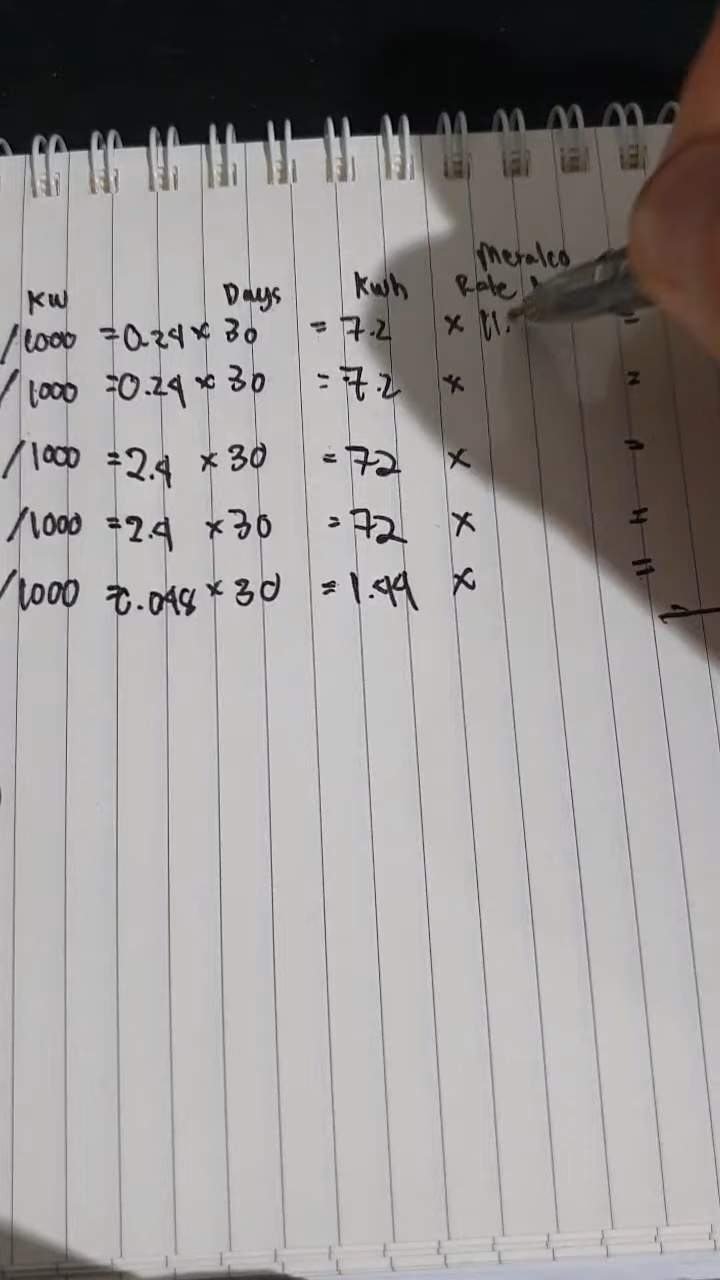 Meralco
KW Days Kwh Rate
/1000 =0.24 x 30 = 7.2 x 11. =
/1000 =0.24 x 30 = 7.2 x =
/1000 =2.4 x 30 = 72 x =
/1000 =2.4 x 30 = 72 x =
/1000 =0.048 x 30 = 1.44 x =